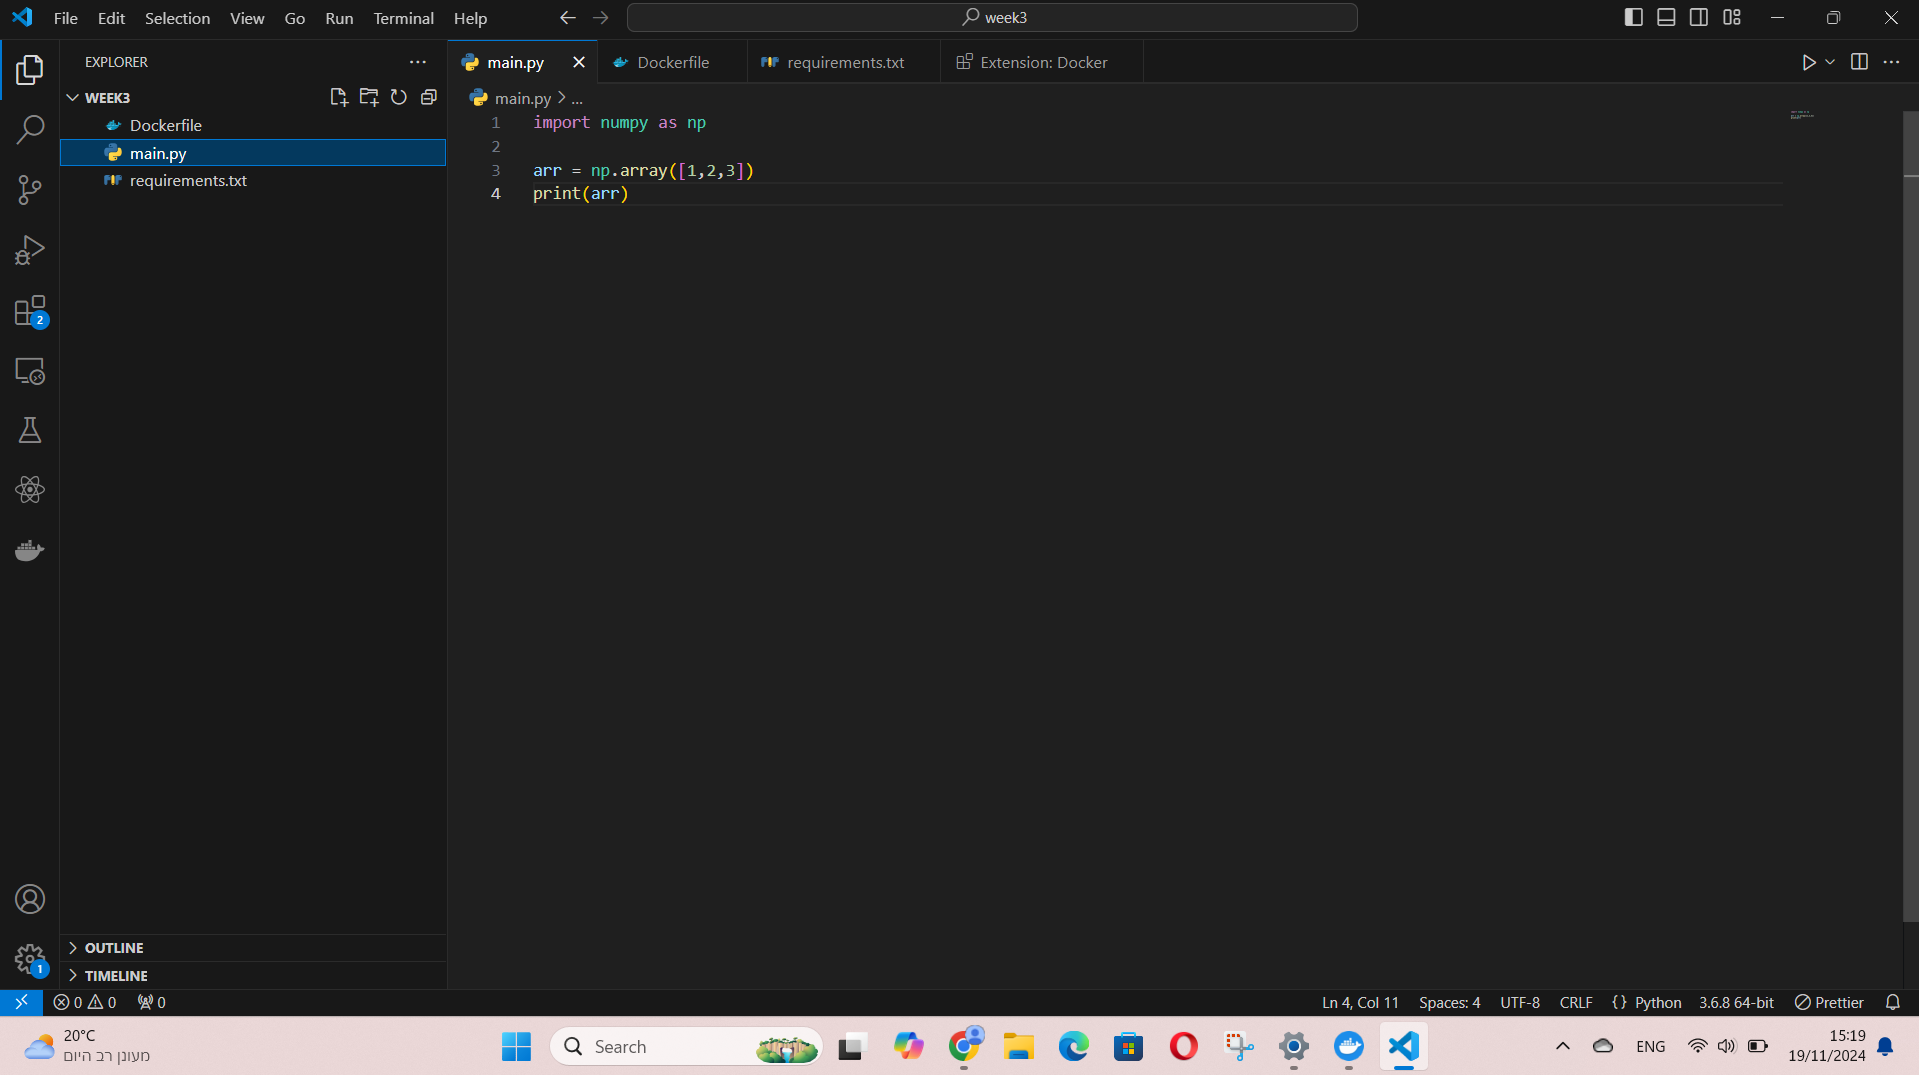 File Edit Selection View Go Run Terminal Help
week3
EXPLORER
WEEK3
Dockerfile
main.py
requirements.txt
OUTLINE
TIMELINE
main.py
Dockerfile
requirements.txt
Extension: Docker
main.py > ...
1 import numpy as np
2
3 arr = np.array([1,2,3])
4 print(arr)
2
1
0 0 0
Ln 4, Col 11 Spaces: 4 UTF-8 CRLF {} Python 3.6.8 64-bit Prettier
20°C
מעונן רב היום
Search
ENG
15:19
19/11/2024